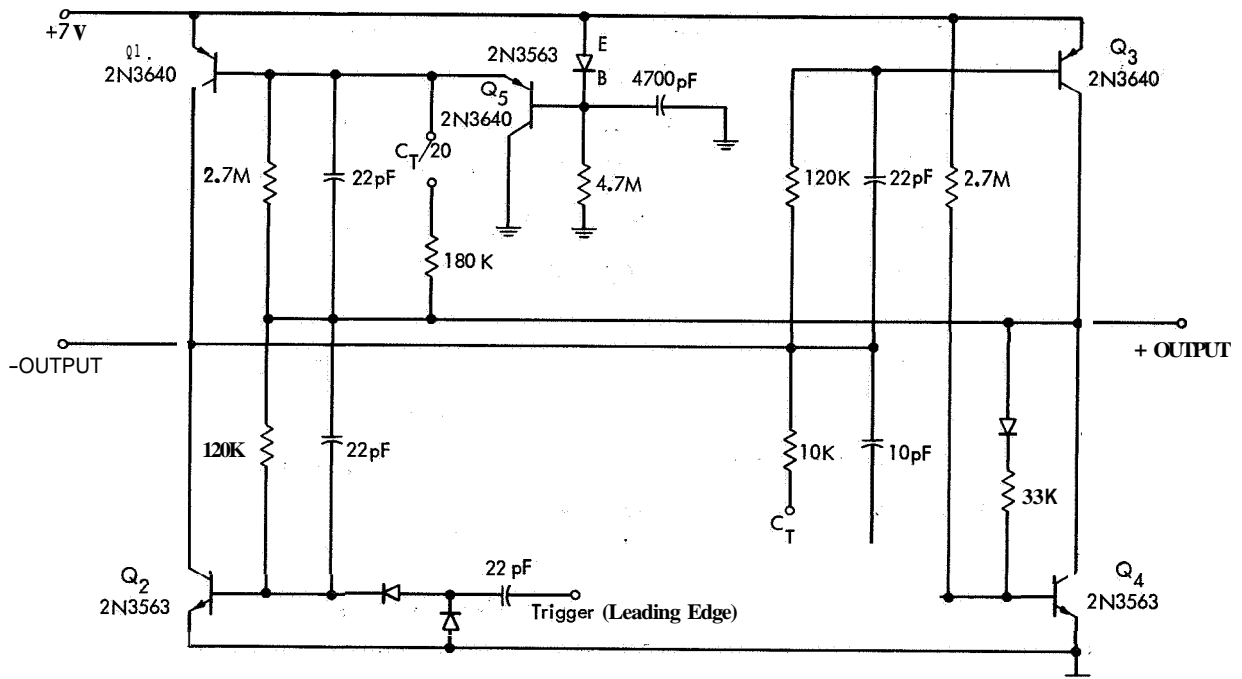 +7 V
Q1.
2N3640
2N3563
E
B
Q5
2N3640
4700pF
Q3
2N3640
CT/20
2.7M
22pF
4.7M
120K
22pF
2.7M
180 K
-OUTPUT
+ OUTPUT
120K
22pF
10K
10pF
33K
CT
Q2
2N3563
22 pF
Trigger (Leading Edge)
Q4
2N3563